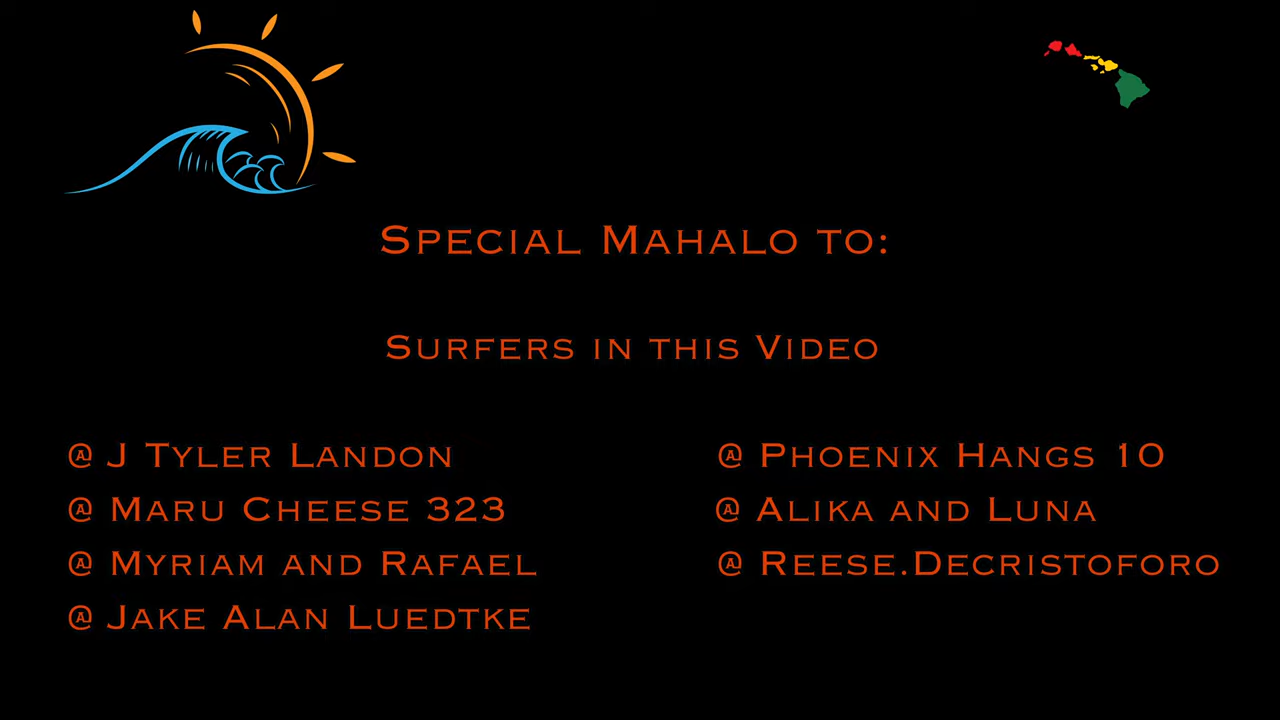 Special Mahalo to:
Surfers in this Video
@ J Tyler Landon
@ Maru Cheese 323
@ Myriam and Rafael
@ Jake Alan Luedtke
@ Phoenix Hangs 10
@ Alika and Luna
@ Reese.Decristoforo